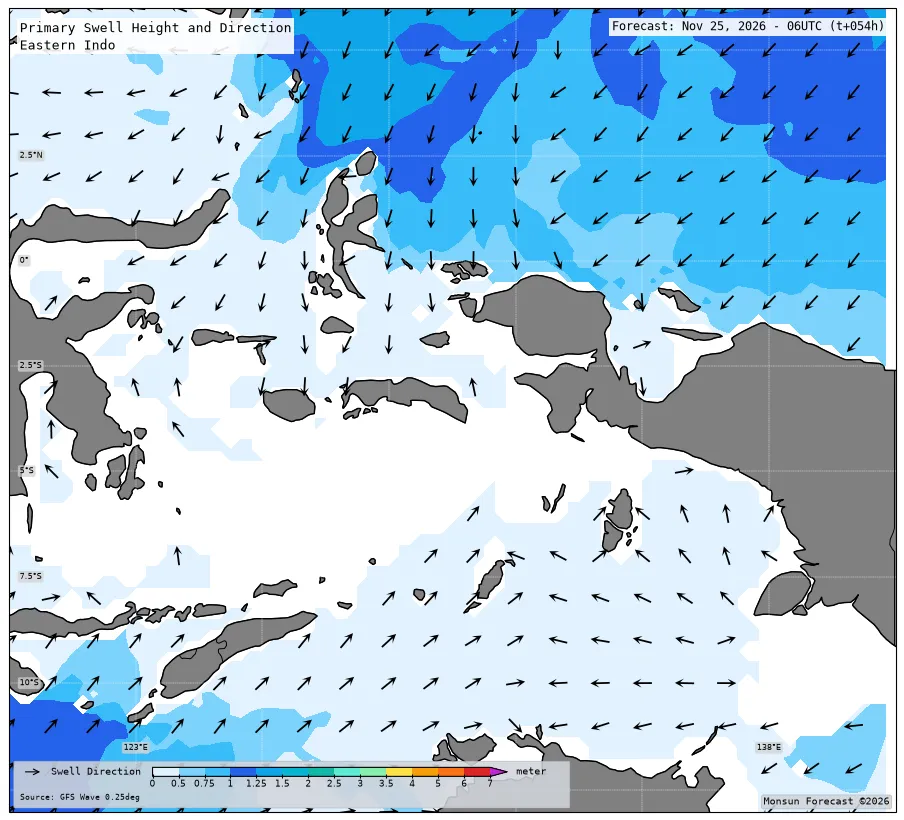 Primary Swell Height and Direction
Eastern Indo
Forecast: Nov 25, 2026 - 06UTC (t+054h)
2.5°N
0°
2.5°S
5°S
7.5°S
10°S
123°E
138°E
Swell Direction
0 0.5 0.75 1 1.25 1.5 2 2.5 3 3.5 4 5 6 7
meter
Source: GFS Wave 0.25deg
Monsun Forecast ©2026